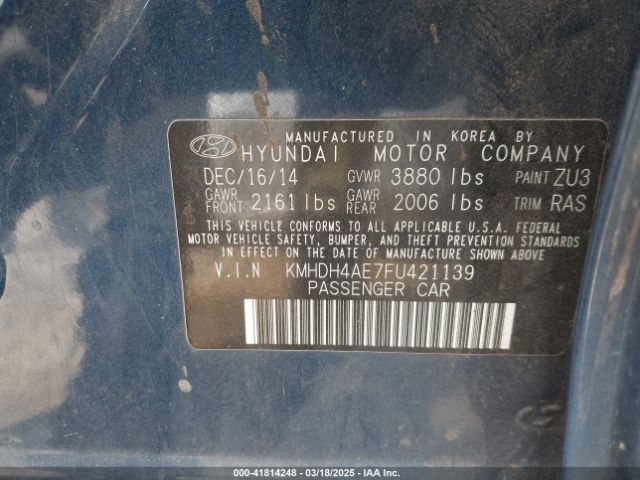 MANUFACTURED IN KOREA BY
HYUNDAI MOTOR COMPANY
DEC/16/14 GVWR 3880 lbs PAINT ZU3
GAWR FRONT 2161 lbs GAWR REAR 2006 lbs TRIM RAS
THIS VEHICLE CONFORMS TO ALL APPLICABLE U.S.A. FEDERAL
MOTOR VEHICLE SAFETY, BUMPER, AND THEFT PREVENTION STANDARDS
IN EFFECT ON THE DATE OF MANUFACTURE SHOWN ABOVE.
V.I.N KMHDH4AE7FU421139
PASSENGER CAR
000-41814248 - 03/18/2025 - IAA Inc.